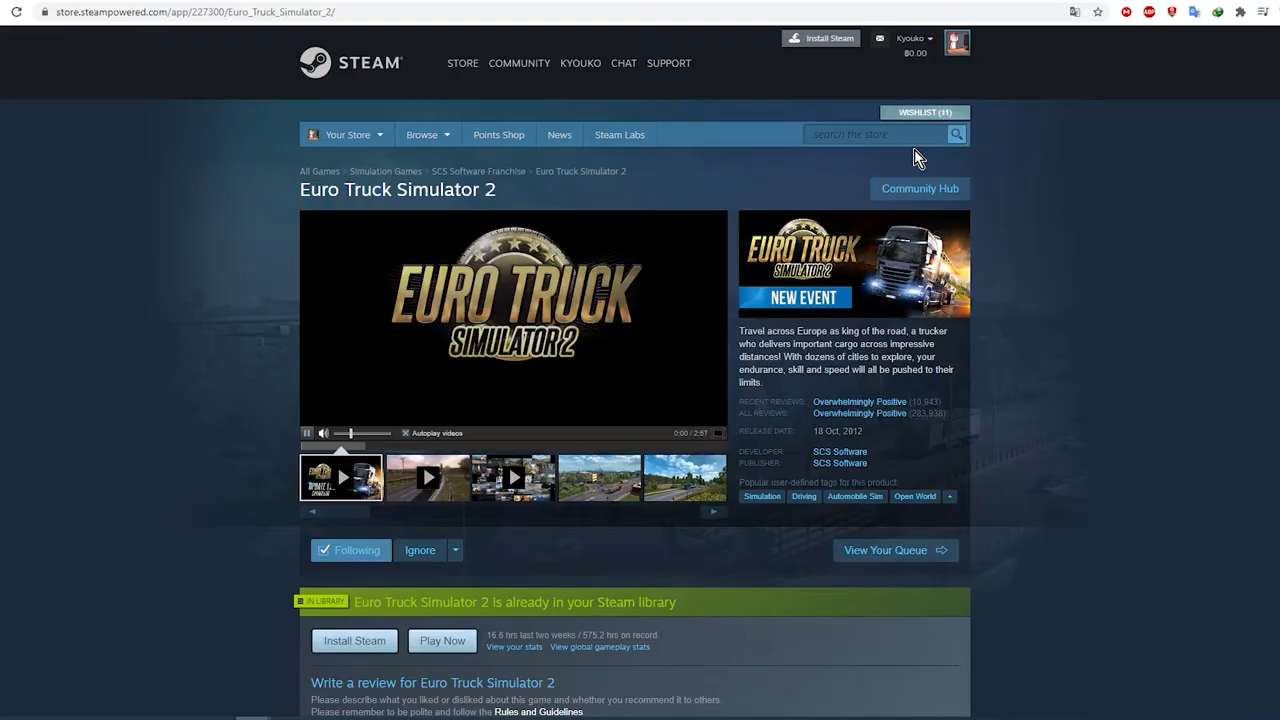 store.steampowered.com/app/227300/Euro_Truck_Simulator_2/
Install Steam
Kyouko
฿0.00
STEAM®
STORE COMMUNITY KYOUKO CHAT SUPPORT
WISHLIST (11)
Your Store Browse Points Shop News Steam Labs search the store
All Games > Simulation Games > SCS Software Franchise > Euro Truck Simulator 2
Euro Truck Simulator 2
Community Hub
EURO TRUCK
SIMULATOR 2
EURO TRUCK
SIMULATOR 2
NEW EVENT
Travel across Europe as king of the road, a trucker
who delivers important cargo across impressive
distances! With dozens of cities to explore, your
endurance, skill and speed will all be pushed to their
limits.
RECENT REVIEWS: Overwhelmingly Positive (10,943)
ALL REVIEWS: Overwhelmingly Positive (283,938)
RELEASE DATE: 18 Oct, 2012
DEVELOPER: SCS Software
PUBLISHER: SCS Software
Popular user-defined tags for this product:
Simulation Driving Automobile Sim Open World +
Autoplay videos 0:00 / 2:57
Following Ignore
View Your Queue
IN LIBRARY Euro Truck Simulator 2 is already in your Steam library
Install Steam Play Now
16.6 hrs last two weeks / 575.2 hrs on record
View your stats View global gameplay stats
Write a review for Euro Truck Simulator 2
Please describe what you liked or disliked about this game and whether you recommend it to others.
Please remember to be polite and follow the Rules and Guidelines